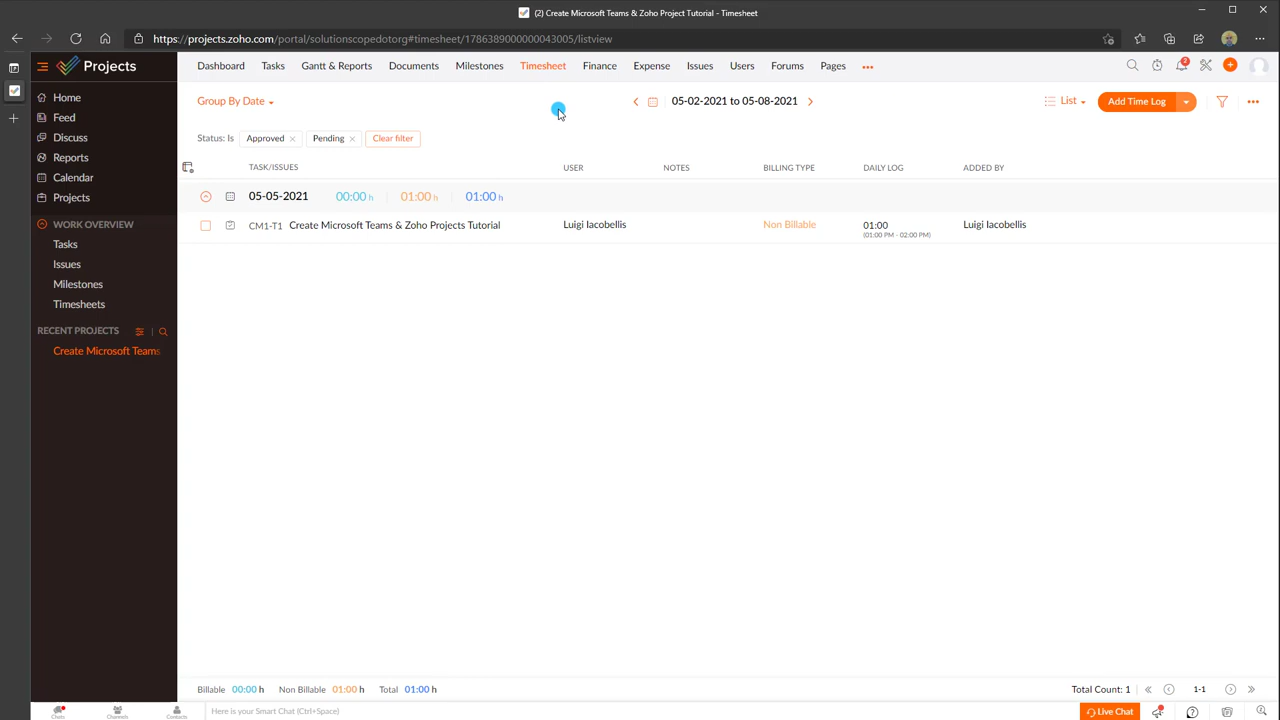 (2) Create Microsoft Teams & Zoho Project Tutorial - Timesheet
https://projects.zoho.com/portal/solutionscopedotorg#timesheet/1786389000000043005/listview
Projects
Dashboard Tasks Gantt & Reports Documents Milestones Timesheet Finance Expense Issues Users Forums Pages
2
Home
Feed
Discuss
Reports
Calendar
Projects
WORK OVERVIEW
Tasks
Issues
Milestones
Timesheets
RECENT PROJECTS
Create Microsoft Teams
Group By Date
05-02-2021 to 05-08-2021
List
Add Time Log
Status: Is Approved Pending Clear filter
TASK/ISSUES USER NOTES BILLING TYPE DAILY LOG ADDED BY
05-05-2021 00:00 h 01:00 h 01:00 h
CM1-T1 Create Microsoft Teams & Zoho Projects Tutorial Luigi Iacobellis Non Billable 01:00 Luigi Iacobellis
(01:00 PM - 02:00 PM)
Billable 00:00 h Non Billable 01:00 h Total 01:00 h
Total Count: 1 1-1
Chats Channels Contacts
Here is your Smart Chat (Ctrl+Space)
Live Chat